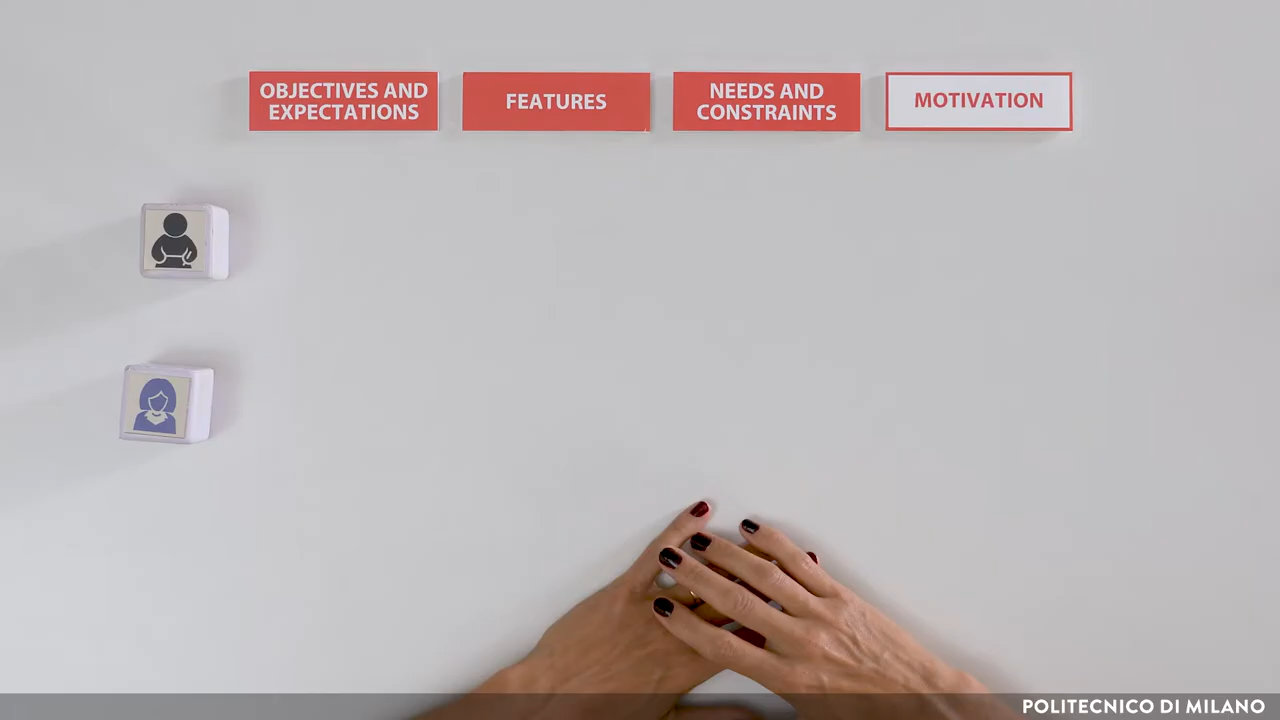 OBJECTIVES AND
EXPECTATIONS
FEATURES
NEEDS AND
CONSTRAINTS
MOTIVATION
POLITECNICO DI MILANO